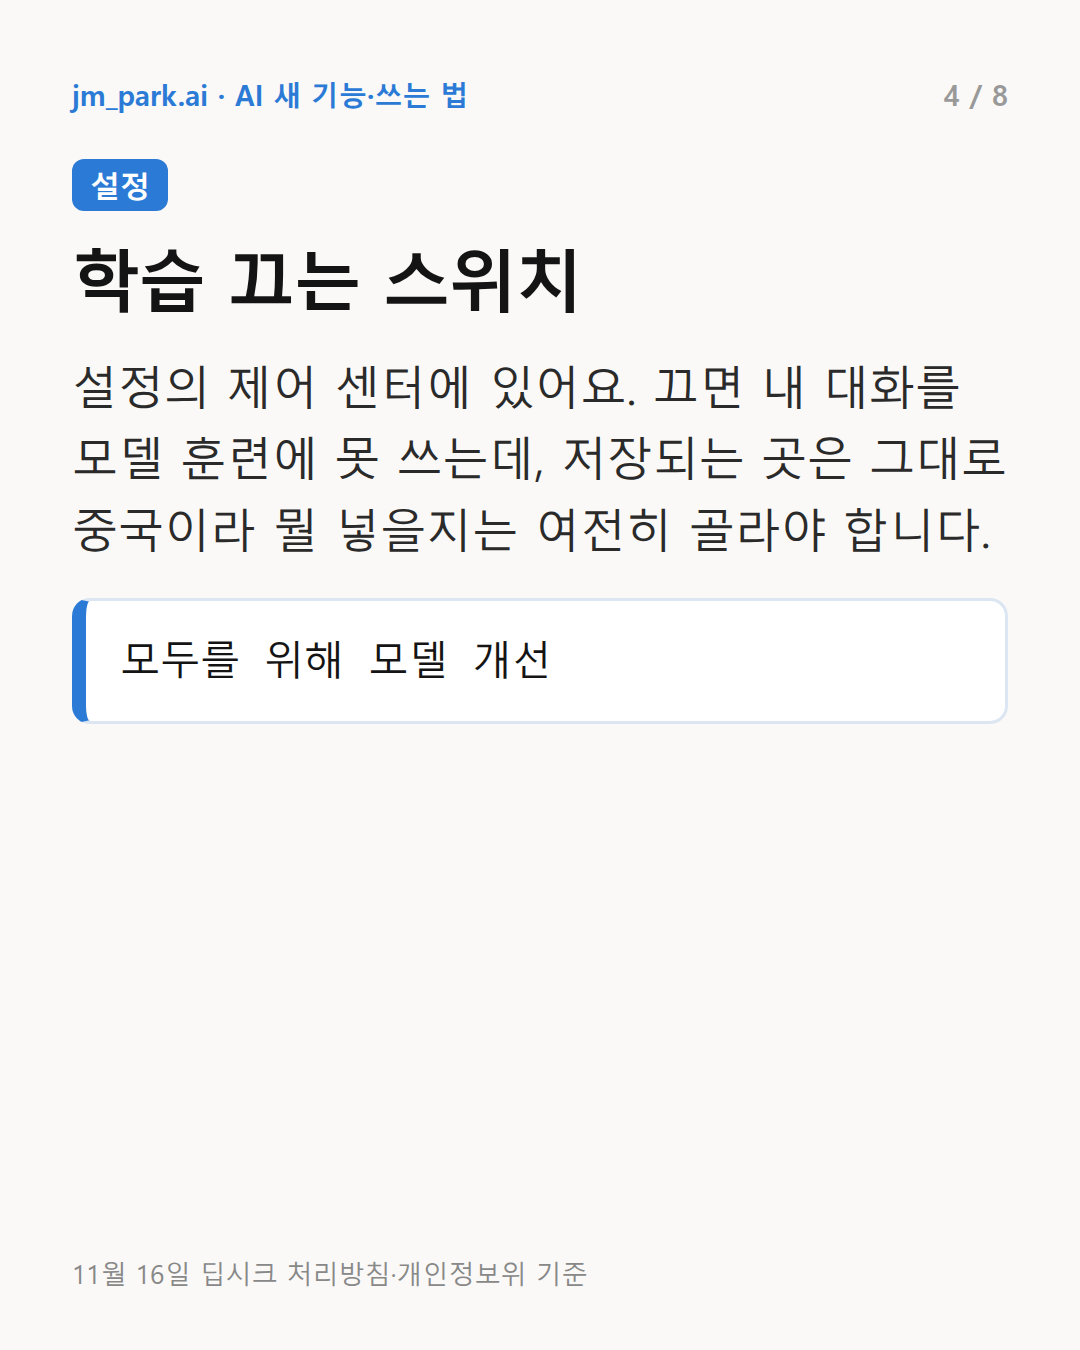 jm_park.ai · AI 새 기능·쓰는 법
4 / 8
설정
학습 끄는 스위치
설정의 제어 센터에 있어요. 끄면 내 대화를
모델 훈련에 못 쓰는데, 저장되는 곳은 그대로
중국이라 뭘 넣을지는 여전히 골라야 합니다.
모두를 위해 모델 개선
11월 16일 딥시크 처리방침·개인정보위 기준